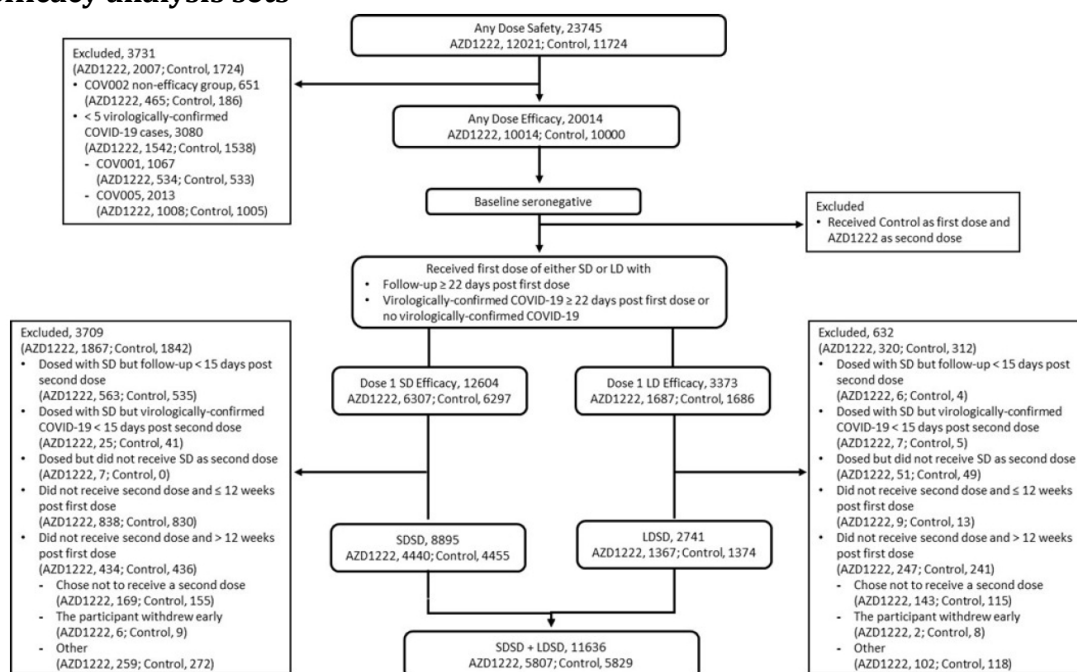 efficacy analysis sets
Any Dose Safety, 23745
AZD1222, 12021; Control, 11724
Excluded, 3731
(AZD1222, 2007; Control, 1724)
• COV002 non-efficacy group, 651
(AZD1222, 465; Control, 186)
• < 5 virologically-confirmed
COVID-19 cases, 3080
(AZD1222, 1542; Control, 1538)
- COV001, 1067
(AZD1222, 534; Control, 533)
- COV005, 2013
(AZD1222, 1008; Control, 1005)
Any Dose Efficacy, 20014
AZD1222, 10014; Control, 10000
Baseline seronegative
Excluded
• Received Control as first dose and
AZD1222 as second dose
Received first dose of either SD or LD with
• Follow-up ≥ 22 days post first dose
• Virologically-confirmed COVID-19 ≥ 22 days post first dose or
no virologically-confirmed COVID-19
Excluded, 3709
(AZD1222, 1867; Control, 1842)
• Dosed with SD but follow-up < 15 days post
second dose
(AZD1222, 563; Control, 535)
• Dosed with SD but virologically-confirmed
COVID-19 < 15 days post second dose
(AZD1222, 25; Control, 41)
• Dosed but did not receive SD as second dose
(AZD1222, 7; Control, 0)
• Did not receive second dose and ≤ 12 weeks
post first dose
(AZD1222, 838; Control, 830)
• Did not receive second dose and > 12 weeks
post first dose
(AZD1222, 434; Control, 436)
- Chose not to receive a second dose
(AZD1222, 169; Control, 155)
- The participant withdrew early
(AZD1222, 6; Control, 9)
- Other
(AZD1222, 259; Control, 272)
Dose 1 SD Efficacy, 12604
AZD1222, 6307; Control, 6297
Dose 1 LD Efficacy, 3373
AZD1222, 1687; Control, 1686
Excluded, 632
(AZD1222, 320; Control, 312)
• Dosed with SD but follow-up < 15 days post
second dose
(AZD1222, 6; Control, 4)
• Dosed with SD but virologically-confirmed
COVID-19 < 15 days post second dose
(AZD1222, 7; Control, 5)
• Dosed but did not receive SD as second dose
(AZD1222, 51; Control, 49)
• Did not receive second dose and ≤ 12 weeks
post first dose
(AZD1222, 9; Control, 13)
• Did not receive second dose and > 12 weeks
post first dose
(AZD1222, 247; Control, 241)
- Chose not to receive a second dose
(AZD1222, 143; Control, 115)
- The participant withdrew early
(AZD1222, 2; Control, 8)
- Other
(AZD1222, 102; Control, 118)
SDSD, 8895
AZD1222, 4440; Control, 4455
LDSD, 2741
AZD1222, 1367; Control, 1374
SDSD + LDSD, 11636
AZD1222, 5807; Control, 5829